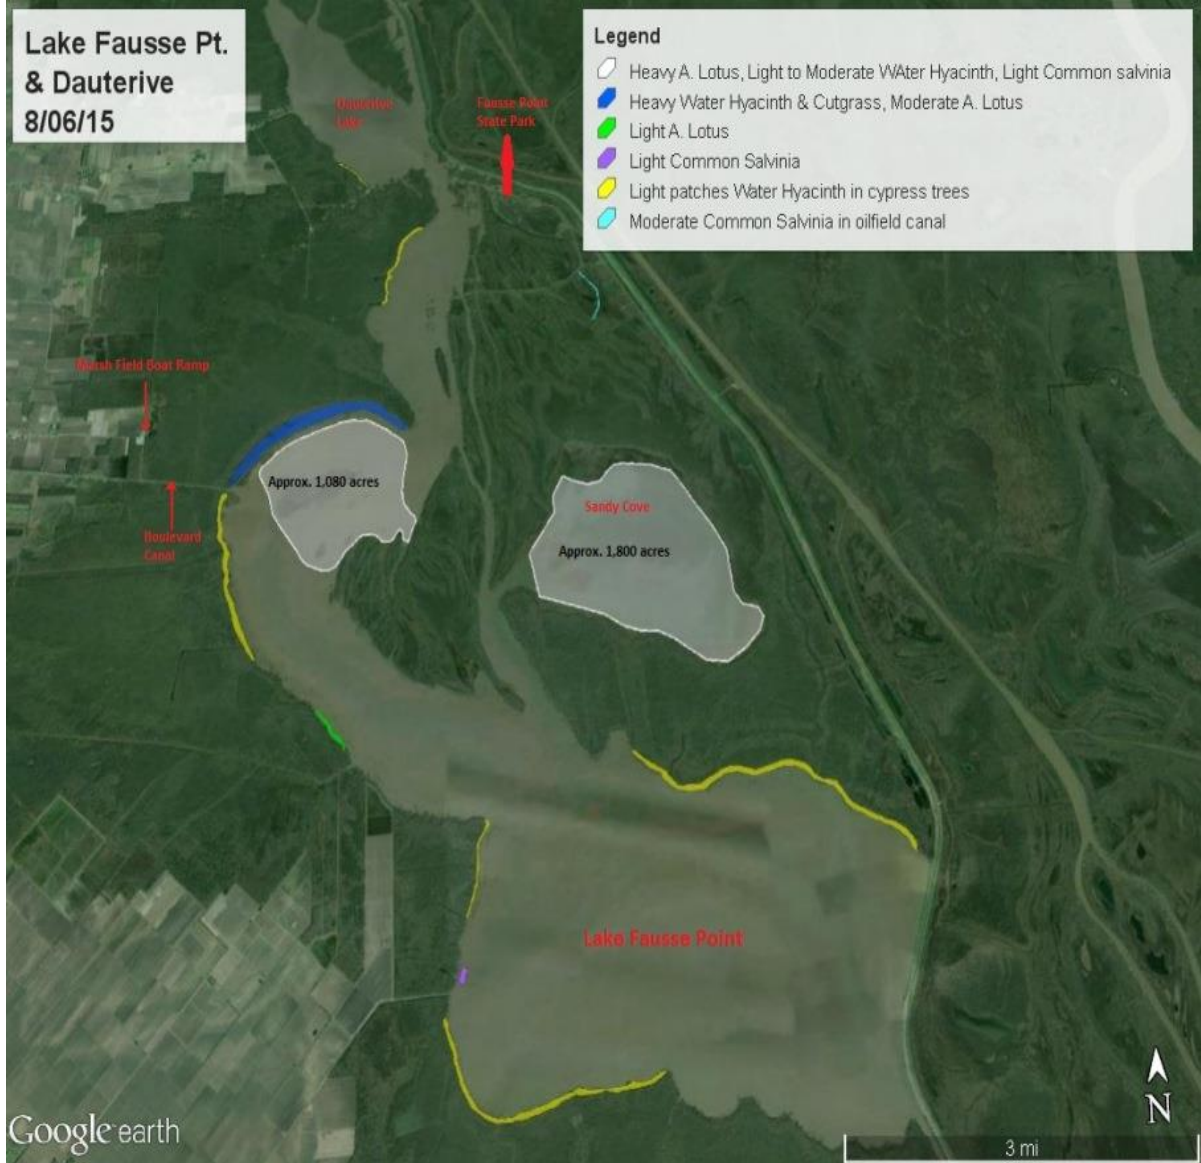 Lake Fausse Pt.
& Dauterive
8/06/15
Legend
Heavy A. Lotus, Light to Moderate WAter Hyacinth, Light Common salvinia
Heavy Water Hyacinth & Cutgrass, Moderate A. Lotus
Light A. Lotus
Light Common Salvinia
Light patches Water Hyacinth in cypress trees
Moderate Common Salvinia in oilfield canal
Dauterive
Lake
Fausse Point
State Park
Marsh Field Boat Ramp
Approx. 1,080 acres
Sandy Cove
Approx. 1,800 acres
Boulevard
Canal
Lake Fausse Point
Google earth
N
3 mi